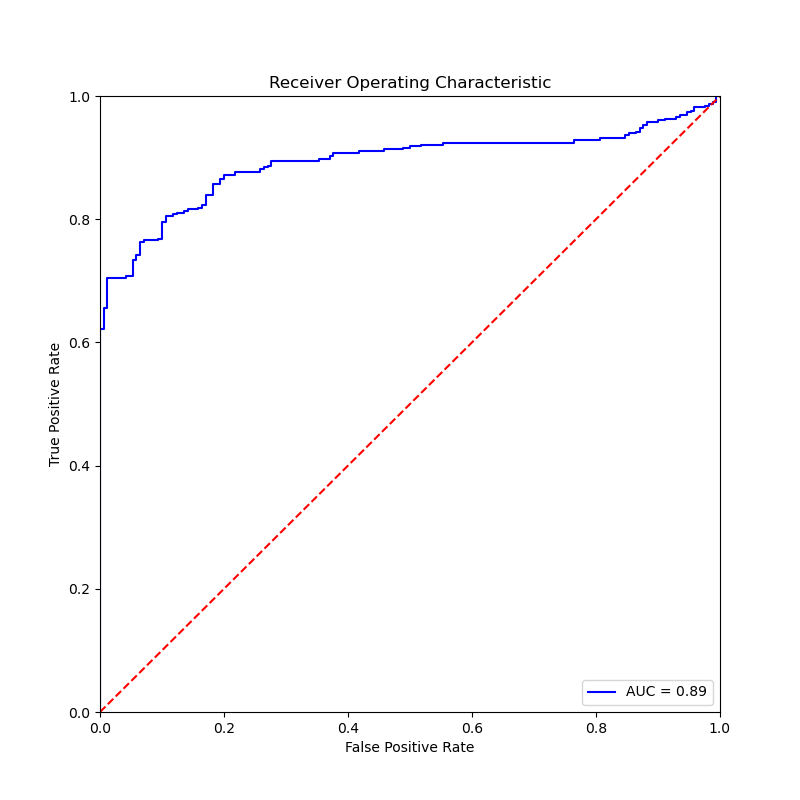 Receiver Operating Characteristic
1.0
0.8
0.6
0.4
0.2
0.0
True Positive Rate
AUC = 0.89
0.0 0.2 0.4 0.6 0.8 1.0
False Positive Rate